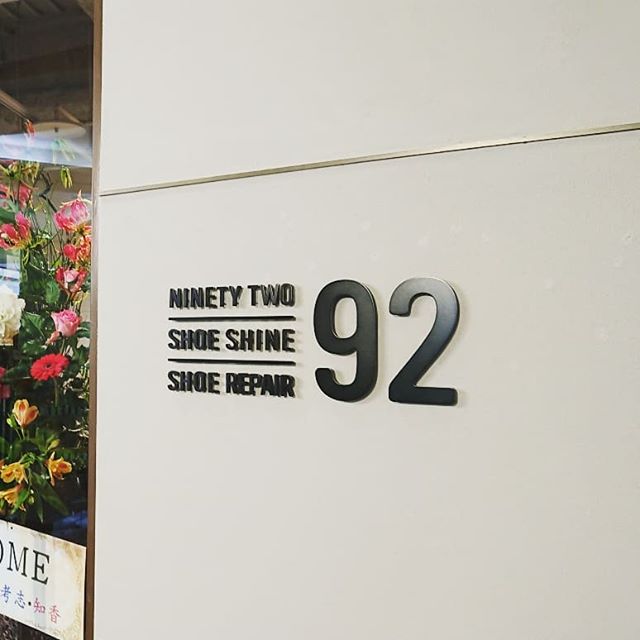 NINETY TWO
SHOE SHINE
SHOE REPAIR
92
OME
考志・知香